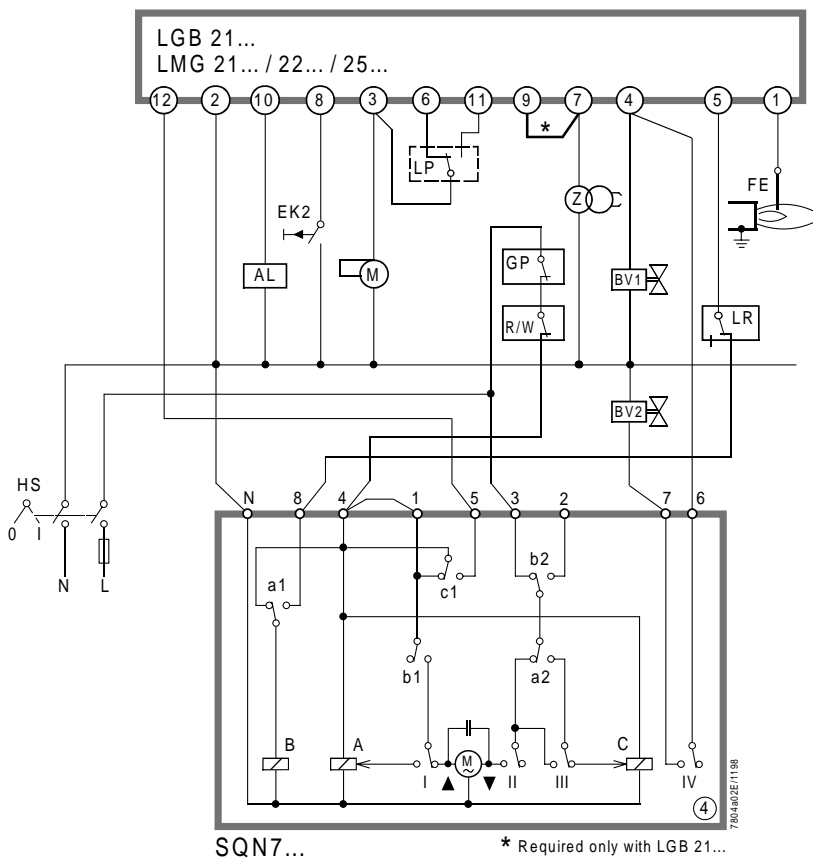 LGB 21...
LMG 21... / 22... / 25...
12 2 10 8 3 6 11 9 7 4 5 1
*
LP
FE
Z
EK2
GP
AL
M
BV1
R/W
LR
BV2
HS
0 I
N L
N 8 4 1 5 3 2 7 6
b2
a1
c1
b1
a2
B A C
M
~
I II III IV
4
7804a02E/1198
SQN7...
* Required only with LGB 21...